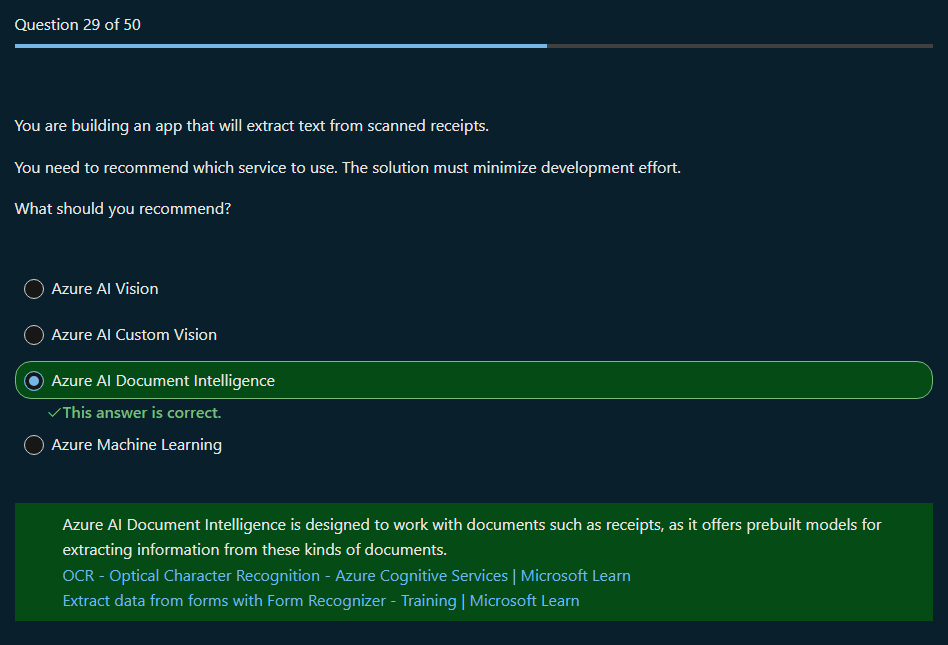 Question 29 of 50
You are building an app that will extract text from scanned receipts.
You need to recommend which service to use. The solution must minimize development effort.
What should you recommend?
Azure AI Vision
Azure AI Custom Vision
Azure AI Document Intelligence
✓This answer is correct.
Azure Machine Learning
Azure AI Document Intelligence is designed to work with documents such as receipts, as it offers prebuilt models for
extracting information from these kinds of documents.
OCR - Optical Character Recognition - Azure Cognitive Services | Microsoft Learn
Extract data from forms with Form Recognizer - Training | Microsoft Learn